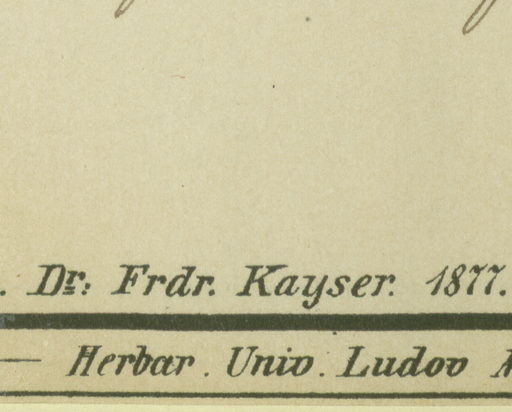 . Dr. Frdr. Kayser. 1877.
— Herbar. Univ. Ludov